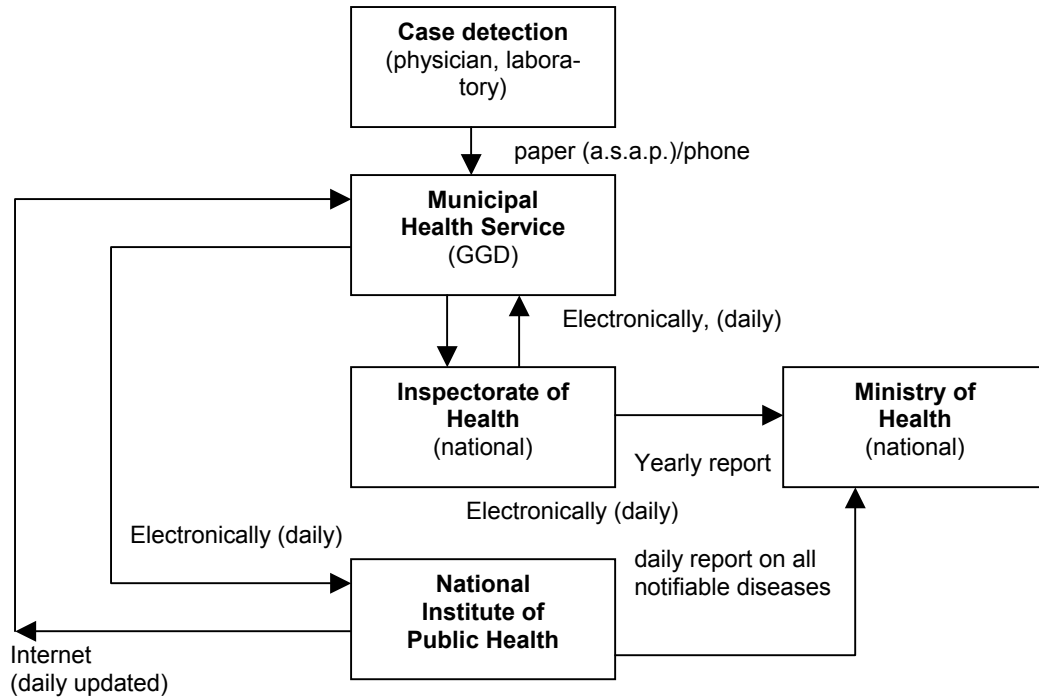 Case detection
(physician, labora-
tory)
paper (a.s.a.p.)/phone
Municipal
Health Service
(GGD)
Electronically, (daily)
Inspectorate of
Health
(national)
Ministry of
Health
(national)
Yearly report
Electronically (daily)
Electronically (daily)
daily report on all
notifiable diseases
National
Institute of
Public Health
Internet
(daily updated)